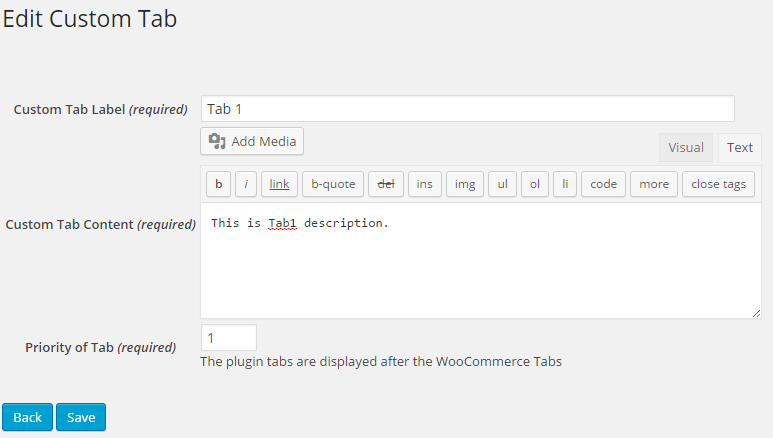 Edit Custom Tab
Custom Tab Label (required) Tab 1
Add Media
Visual Text
b i link b-quote del ins img ul ol li code more close tags
Custom Tab Content (required) This is Tab1 description.
Priority of Tab (required) 1
The plugin tabs are displayed after the WooCommerce Tabs
Back Save